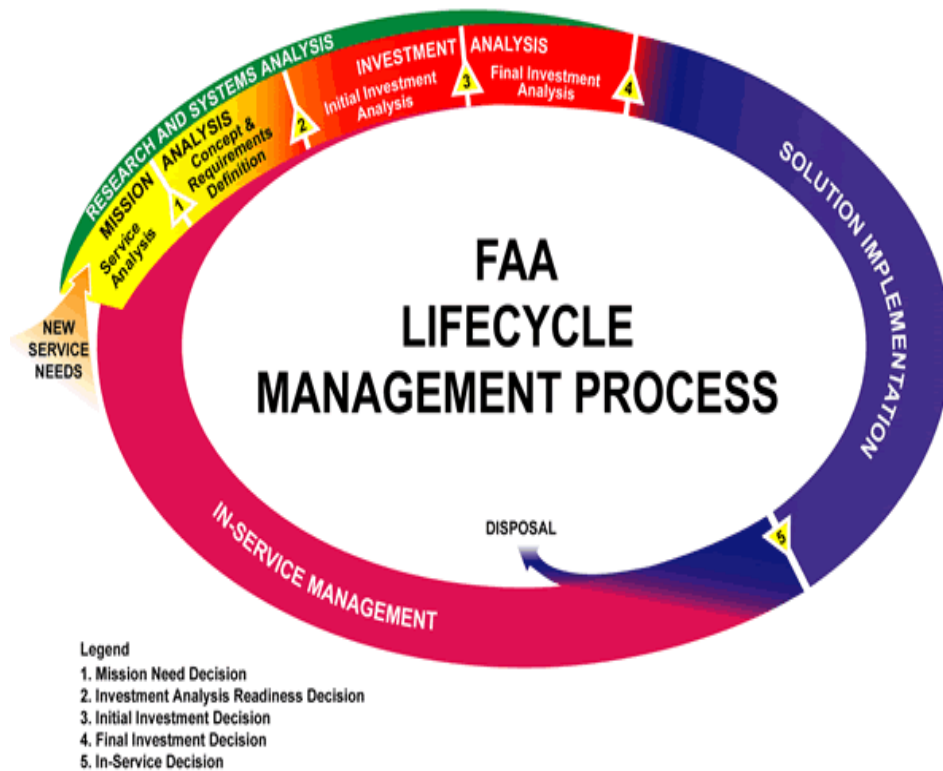 RESEARCH AND SYSTEMS ANALYSIS
MISSION ANALYSIS
Service
Analysis
1
Concept &
Requirements
Definition
2
INVESTMENT ANALYSIS
Initial Investment
Analysis
3
Final Investment
Analysis
4
SOLUTION IMPLEMENTATION
NEW
SERVICE
NEEDS
FAA
LIFECYCLE
MANAGEMENT PROCESS
DISPOSAL
5
IN-SERVICE MANAGEMENT
Legend
1. Mission Need Decision
2. Investment Analysis Readiness Decision
3. Initial Investment Decision
4. Final Investment Decision
5. In-Service Decision